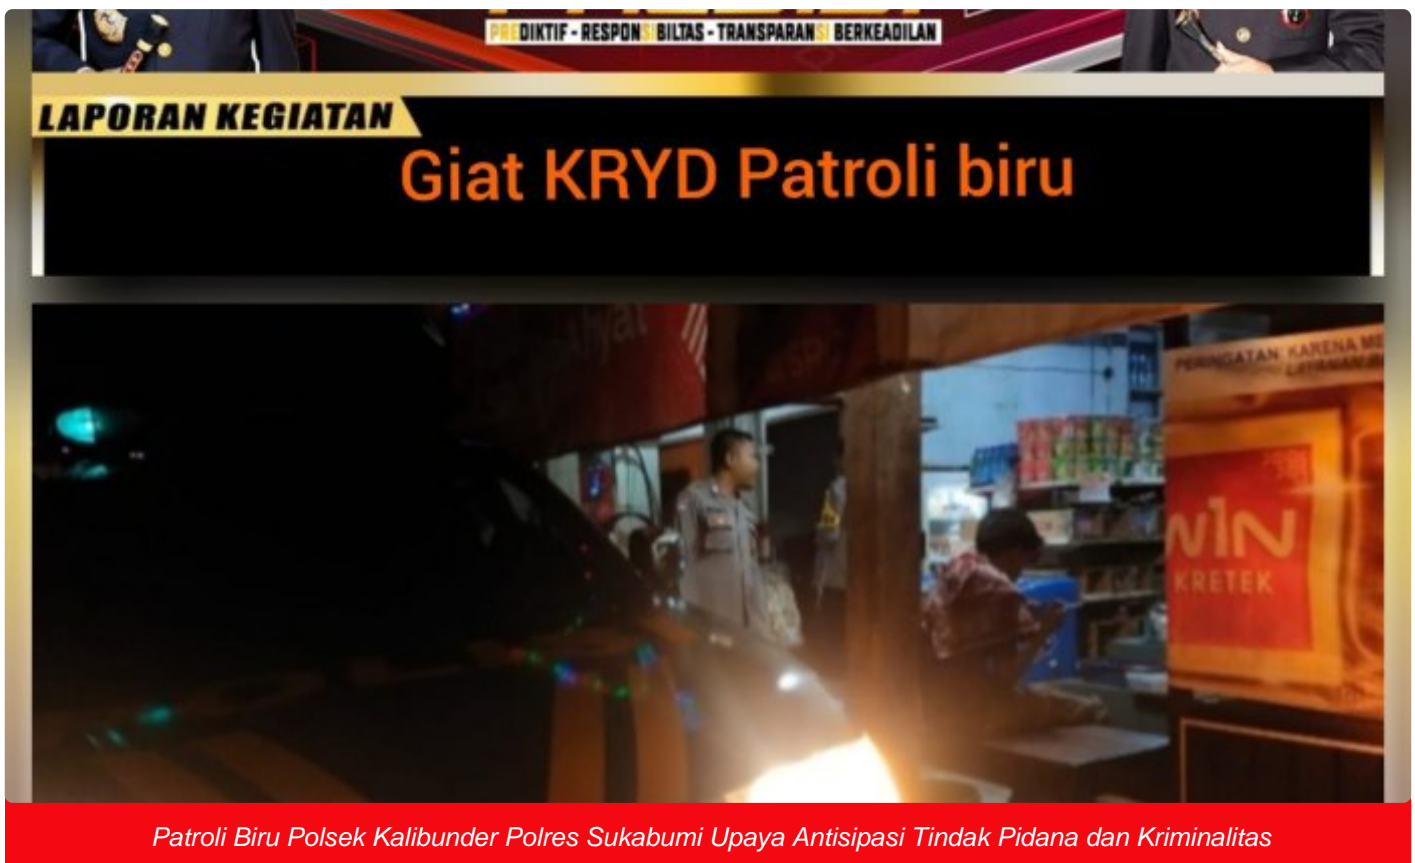 PREDIKTIF - RESPONSIBILTAS - TRANSPARANSI BERKEADILAN
LAPORAN KEGIATAN
Giat KRYD Patroli biru
PERINGATAN KARENA ME
WIN
KRETEK
Patroli Biru Polsek Kalibunder Polres Sukabumi Upaya Antisipasi Tindak Pidana dan Kriminalitas